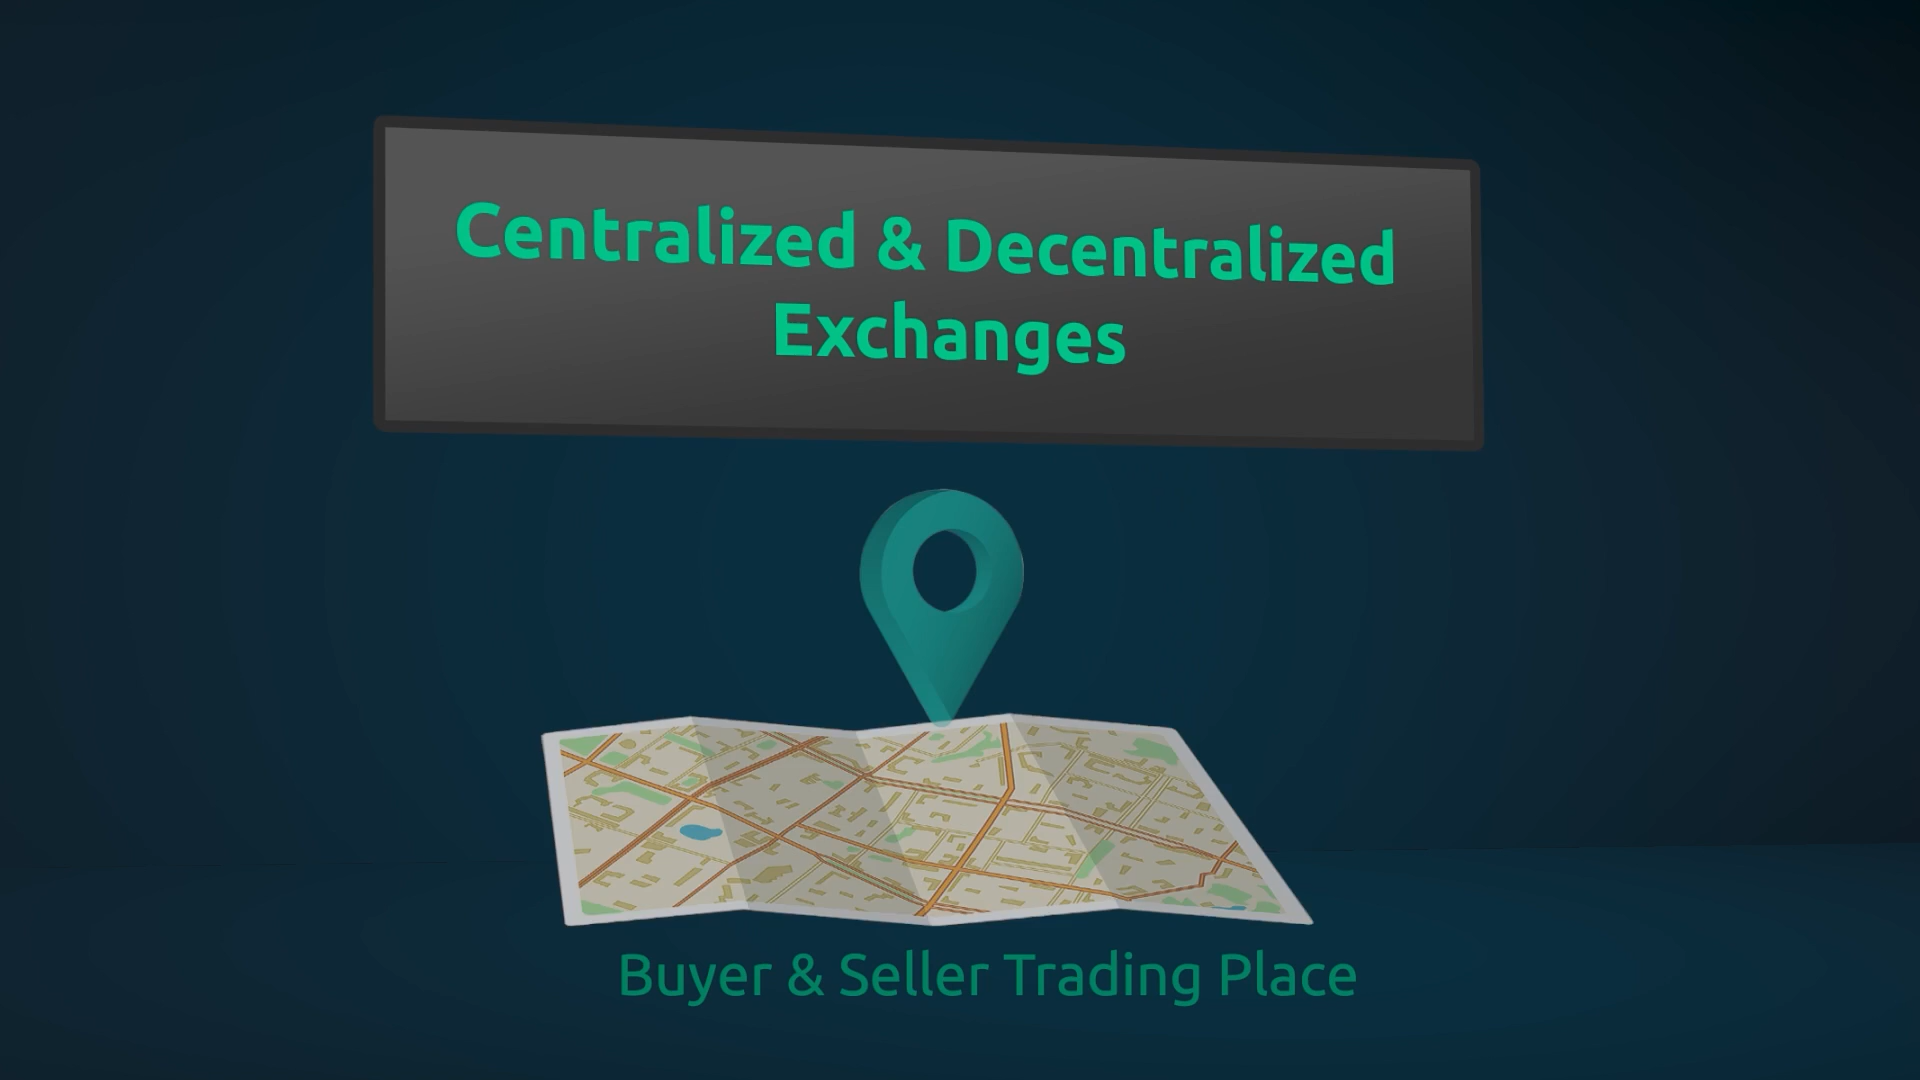 Centralized & Decentralized
Exchanges
Buyer & Seller Trading Place